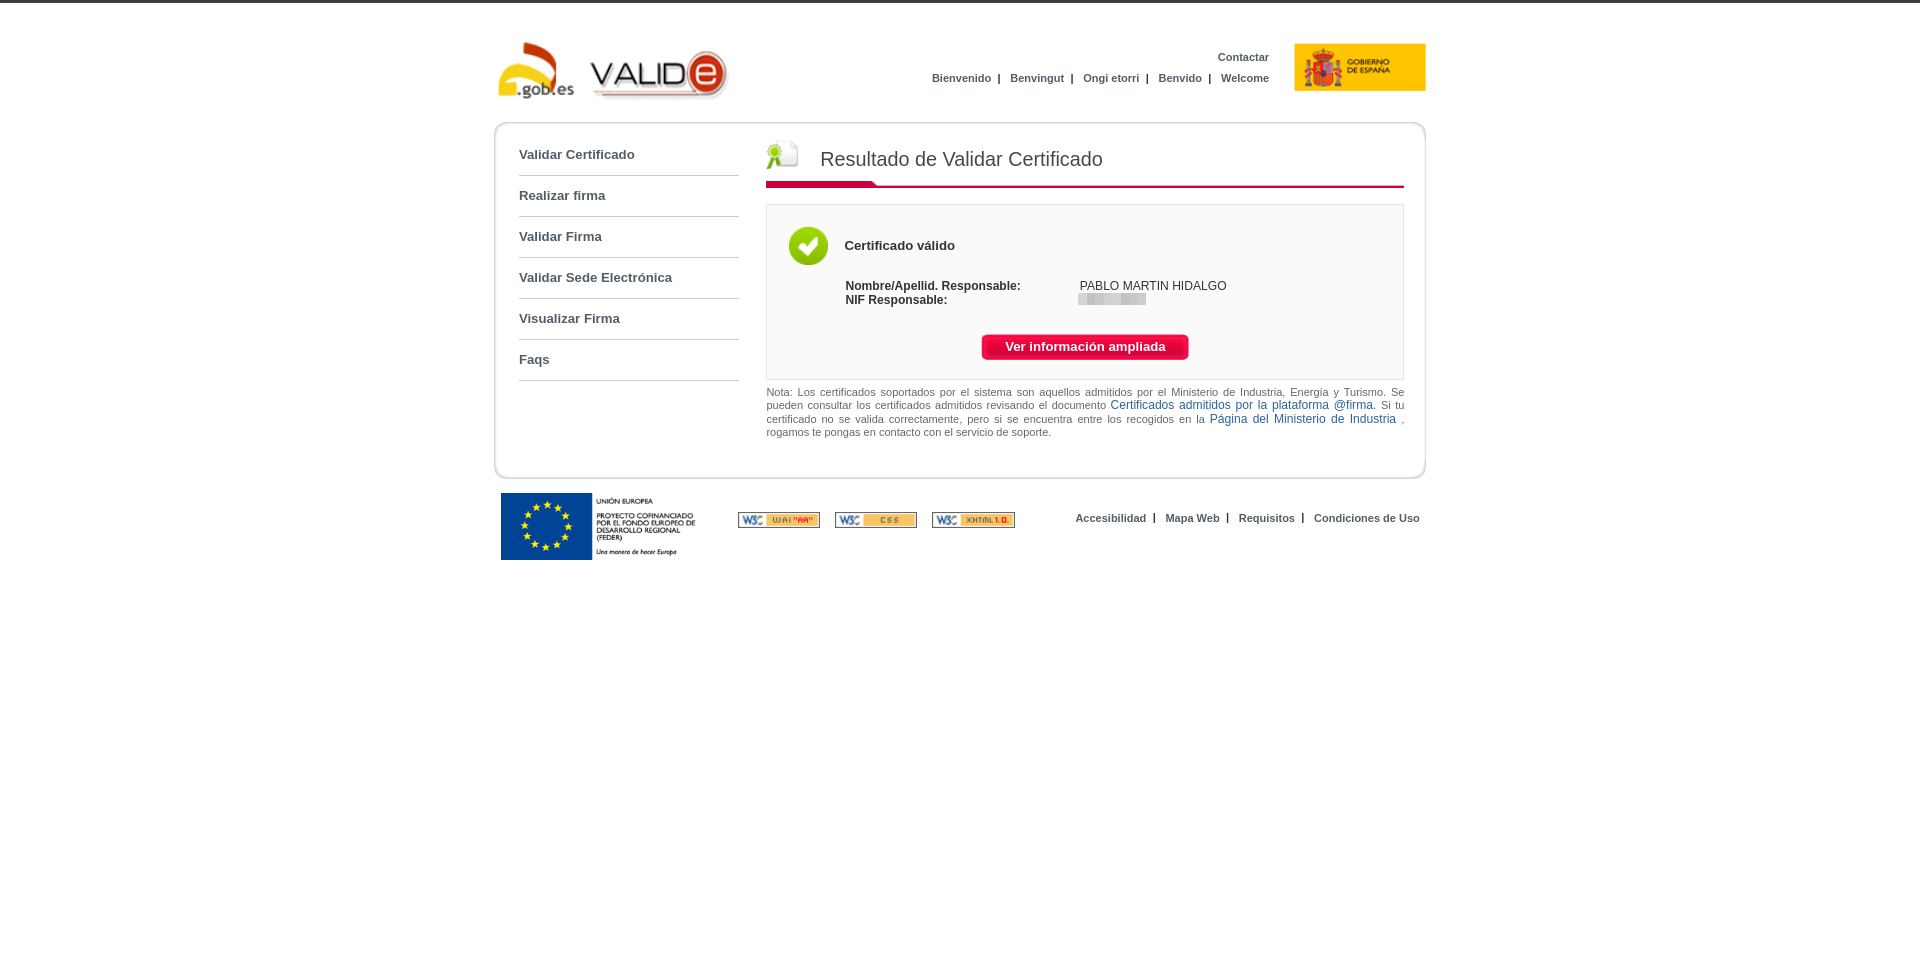 .gob.es
VALIDe
Contactar
Bienvenido | Benvingut | Ongi etorri | Benvido | Welcome
GOBIERNO
DE ESPAÑA
Validar Certificado
Realizar firma
Validar Firma
Validar Sede Electrónica
Visualizar Firma
Faqs
Resultado de Validar Certificado
Certificado válido
Nombre/Apellid. Responsable: PABLO MARTIN HIDALGO
NIF Responsable:
Ver información ampliada
Nota: Los certificados soportados por el sistema son aquellos admitidos por el Ministerio de Industria, Energía y Turismo. Se
pueden consultar los certificados admitidos revisando el documento Certificados admitidos por la plataforma @firma. Si tu
certificado no se valida correctamente, pero si se encuentra entre los recogidos en la Página del Ministerio de Industria ,
rogamos te pongas en contacto con el servicio de soporte.
UNIÓN EUROPEA
PROYECTO COFINANCIADO
POR EL FONDO EUROPEO DE
DESARROLLO REGIONAL
(FEDER)
Una manera de hacer Europa
W3C WAI "AA"
W3C CSS
W3C XHTML 1.0.
Accesibilidad | Mapa Web | Requisitos | Condiciones de Uso